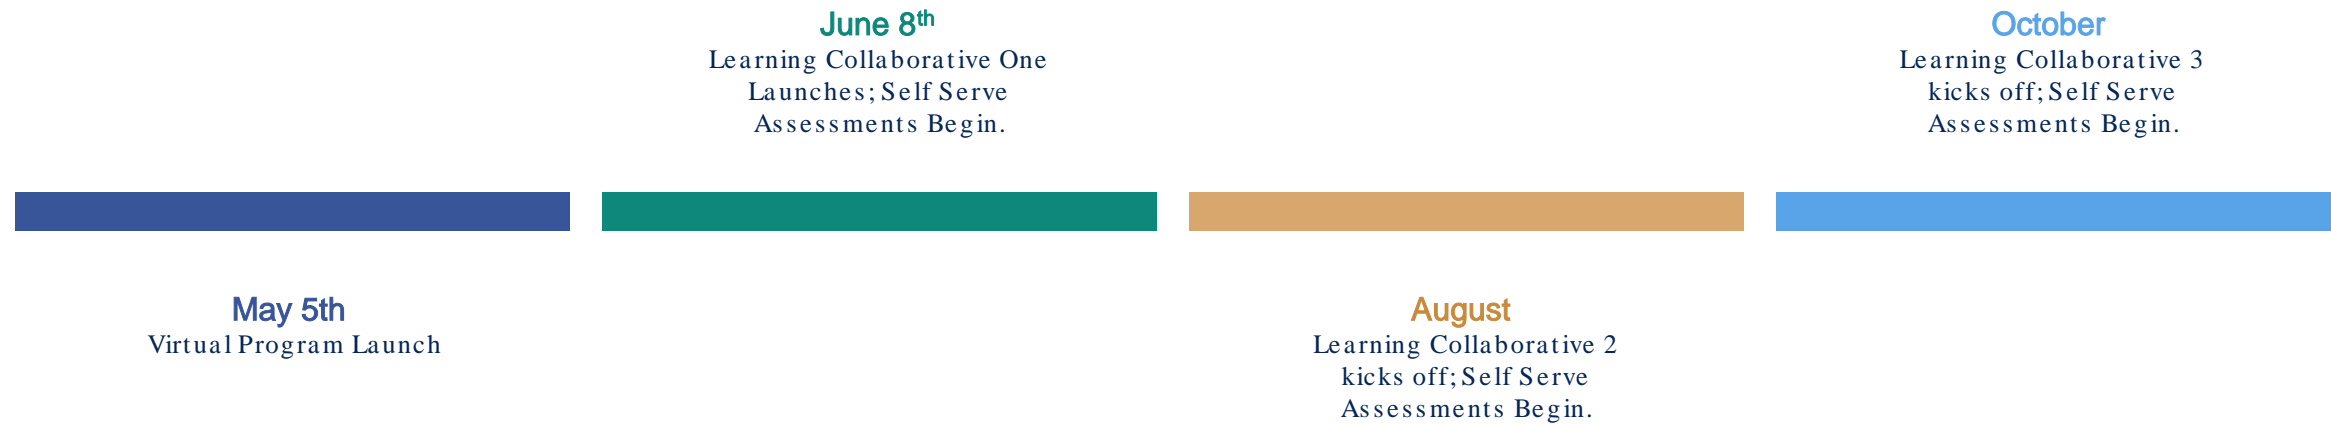 June 8th
Learning Collaborative One
Launches; Self Serve
Assessments Begin.
October
Learning Collaborative 3
kicks off; Self Serve
Assessments Begin.
May 5th
Virtual Program Launch
August
Learning Collaborative 2
kicks off; Self Serve
Assessments Begin.